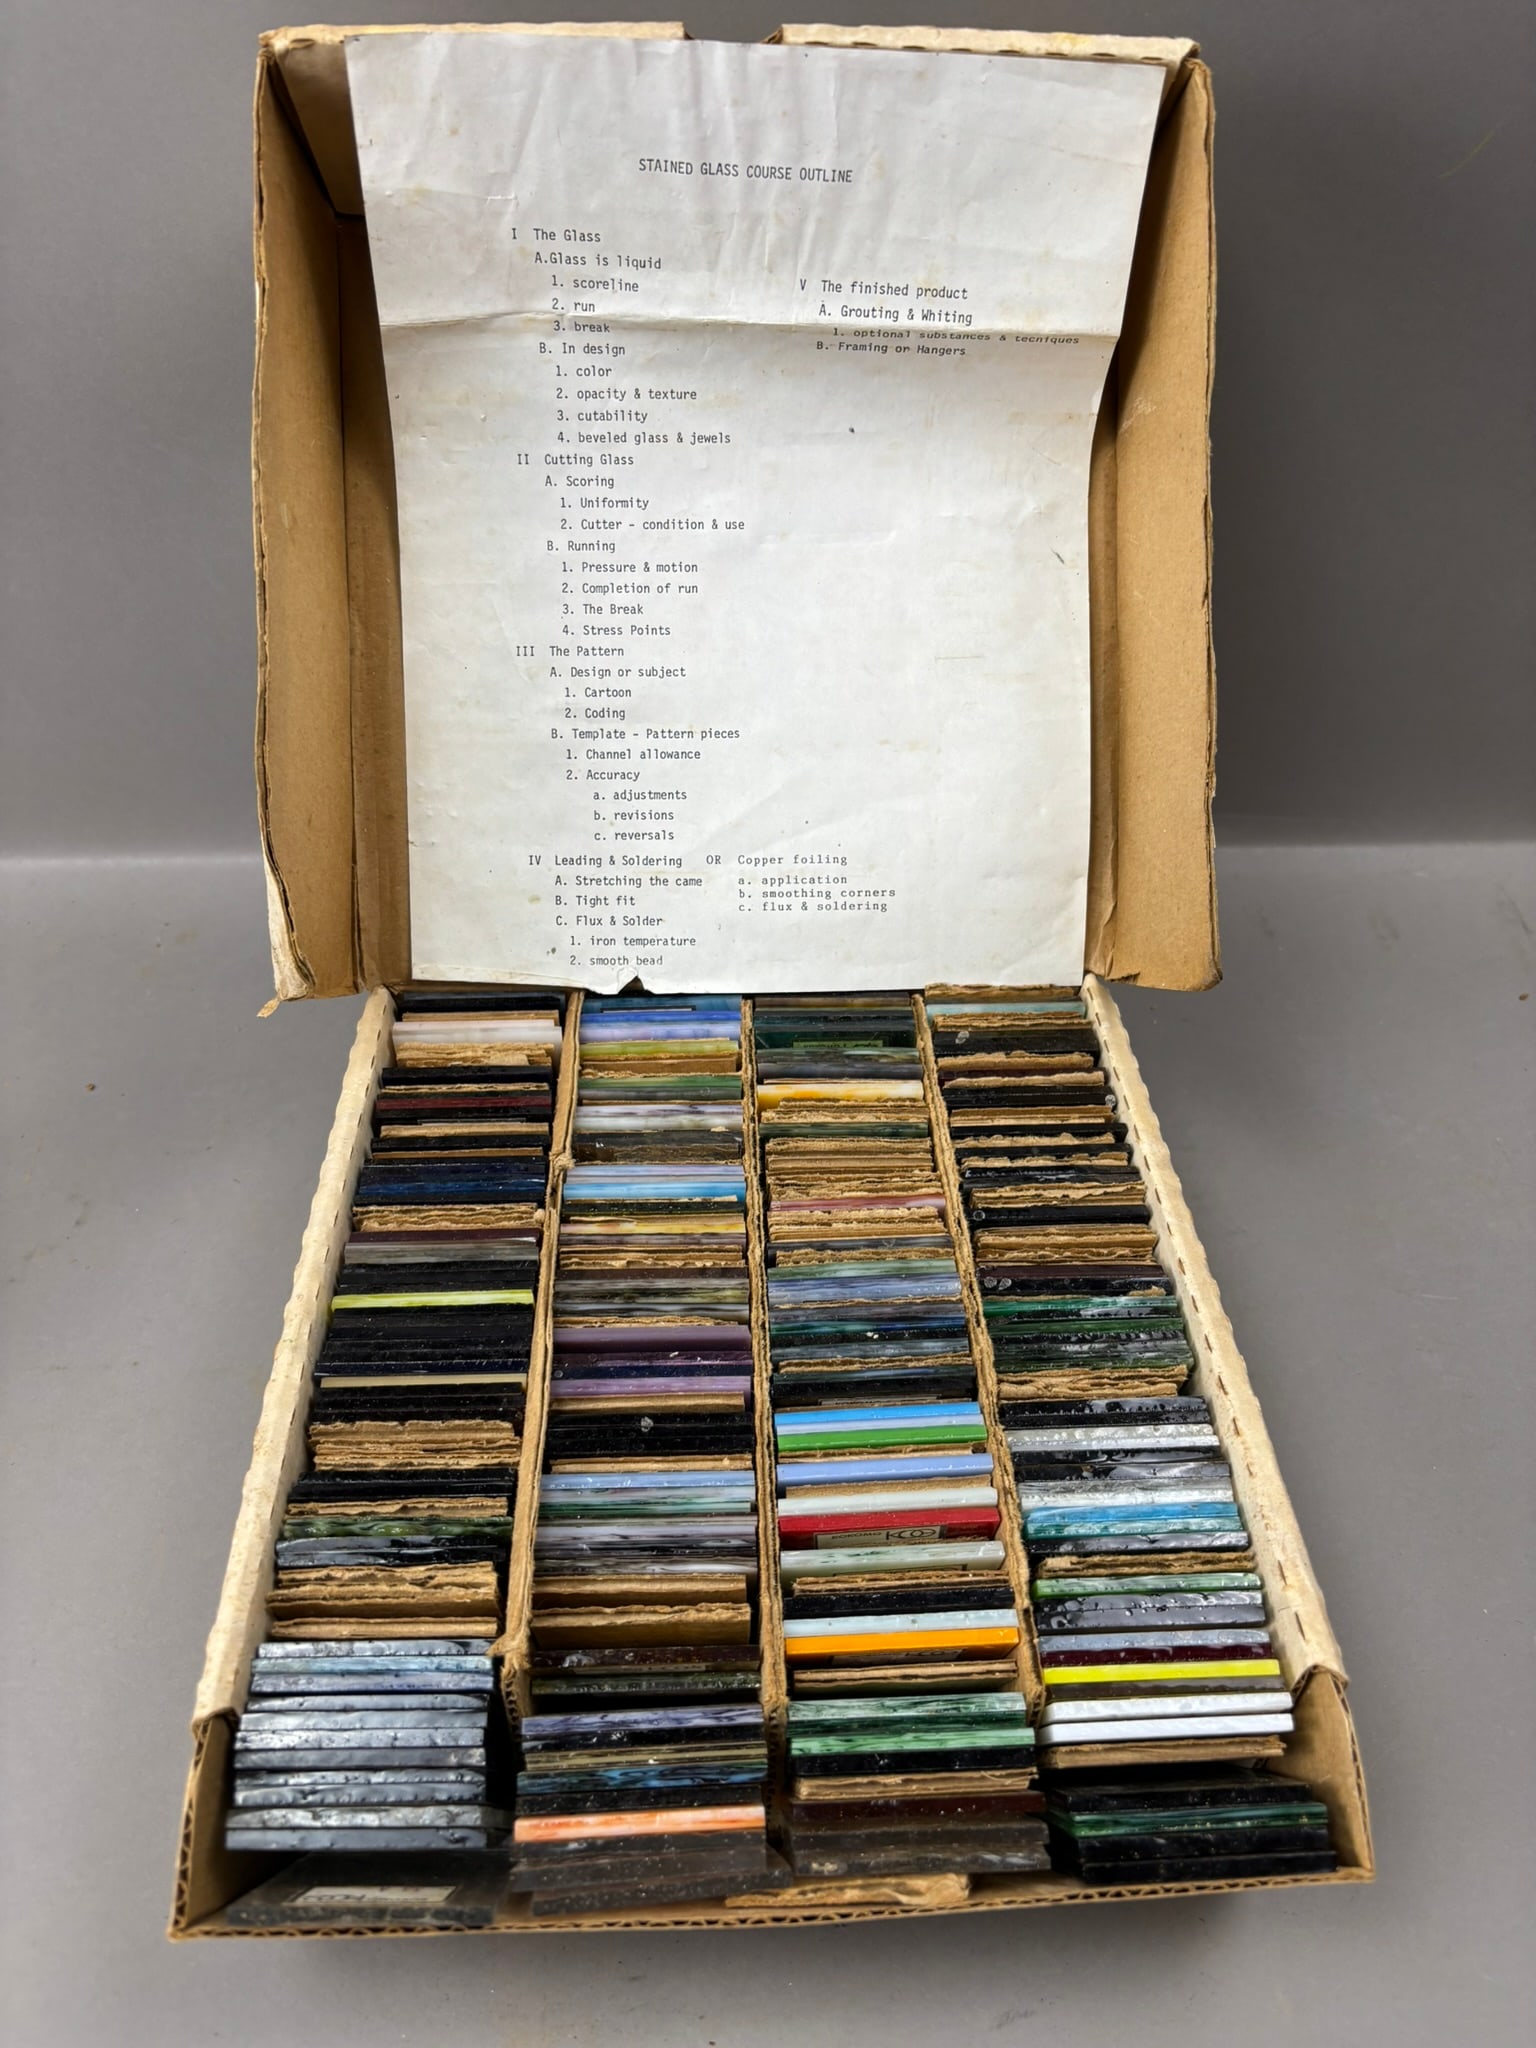 STAINED GLASS COURSE OUTLINE
I The Glass
A.Glass is liquid
1. scoreline
2. run
3. break
B. In design
1. color
2. opacity & texture
3. cutability
4. beveled glass & jewels
II Cutting Glass
A. Scoring
1. Uniformity
2. Cutter - condition & use
B. Running
1. Pressure & motion
2. Completion of run
3. The Break
4. Stress Points
III The Pattern
A. Design or subject
1. Cartoon
2. Coding
B. Template - Pattern pieces
1. Channel allowance
2. Accuracy
a. adjustments
b. revisions
c. reversals
IV Leading & Soldering OR Copper foiling
A. Stretching the came
B. Tight fit
C. Flux & Solder
1. iron temperature
2. smooth bead
a. application
b. smoothing corners
c. flux & soldering
V The finished product
A. Grouting & Whiting
1. optional substances & tecniques
B. Framing or Hangers
KOKOMO